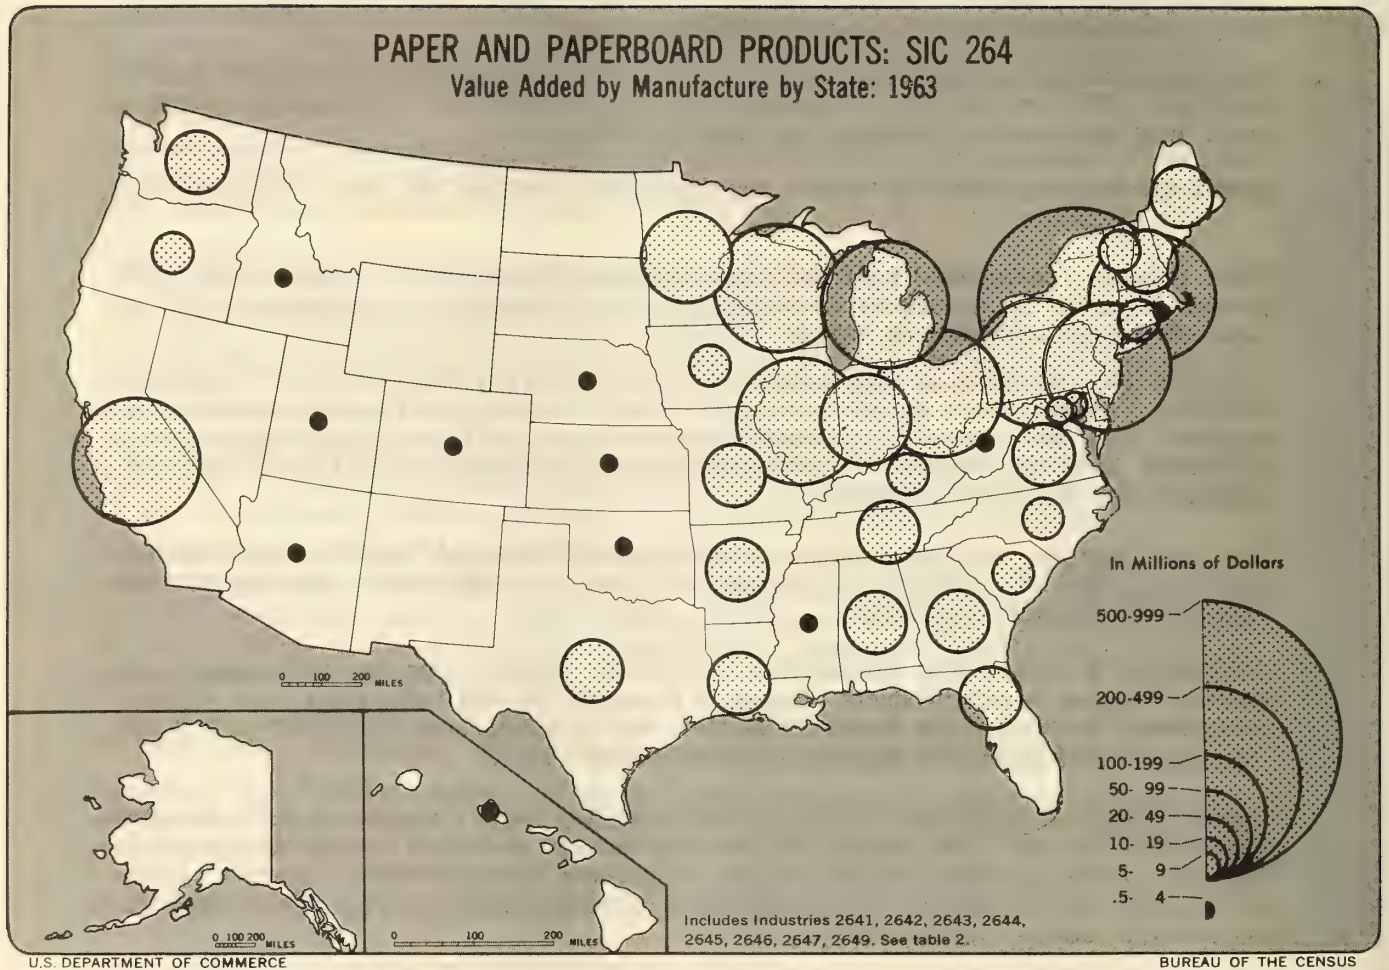 PAPER AND PAPERBOARD PRODUCTS: SIC 264
Value Added by Manufacture by State: 1963
In Millions of Dollars
500-999
200-499
100-199
50- 99
20- 49
10- 19
5- 9
.5- 4
0 100 200
MILES
0 100 200
MILES
0 100 200
MILES
Includes Industries 2641, 2642, 2643, 2644,
2645, 2646, 2647, 2649. See table 2.
U.S. DEPARTMENT OF COMMERCE
BUREAU OF THE CENSUS